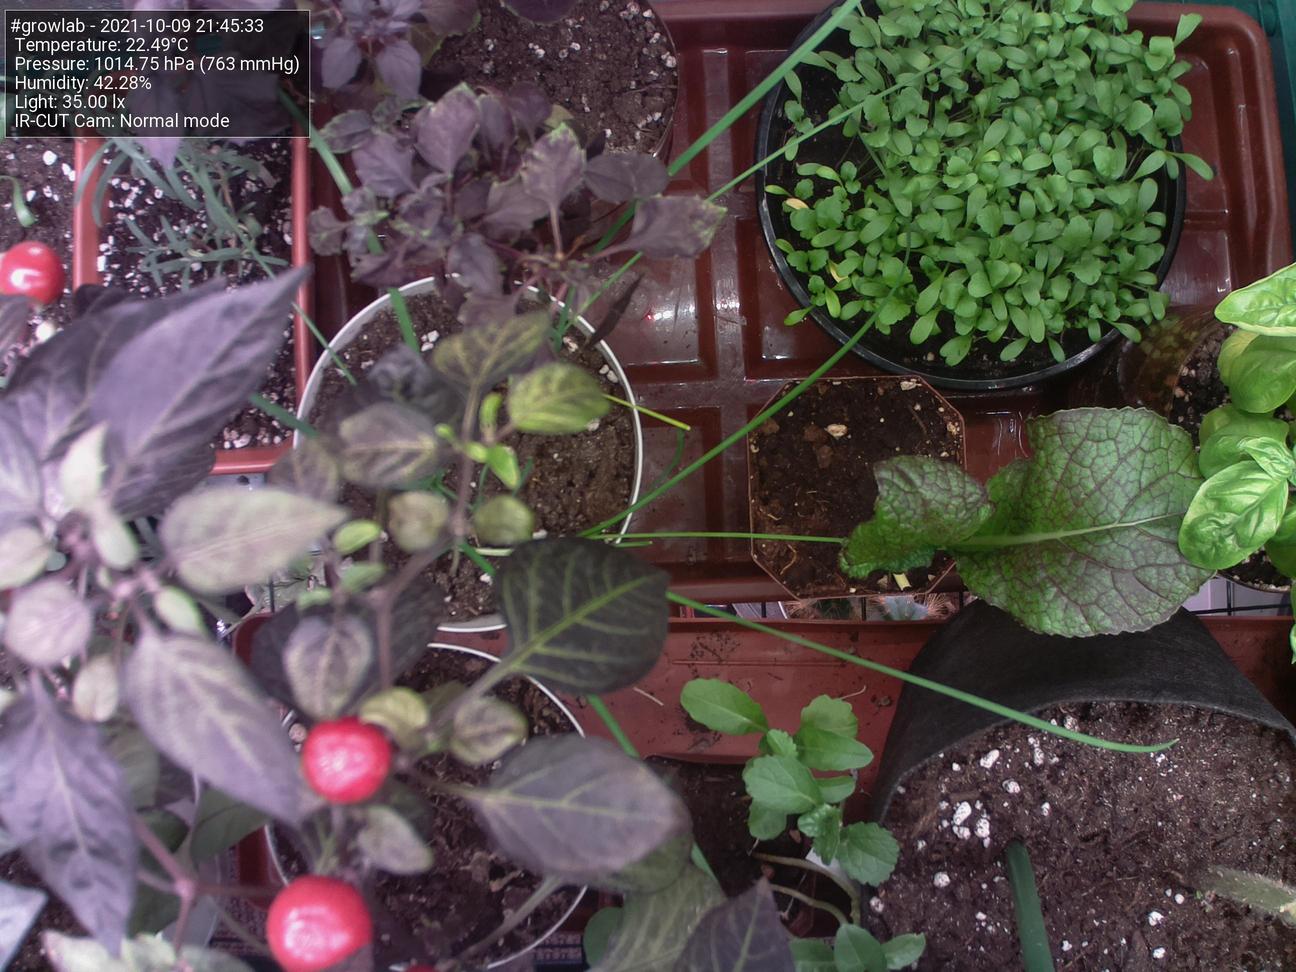 #growlab - 2021-10-09 21:45:33
Temperature: 22.49°C
Pressure: 1014.75 hPa (763 mmHg)
Humidity: 42.28%
Light: 35.00 lx
IR-CUT Cam: Normal mode